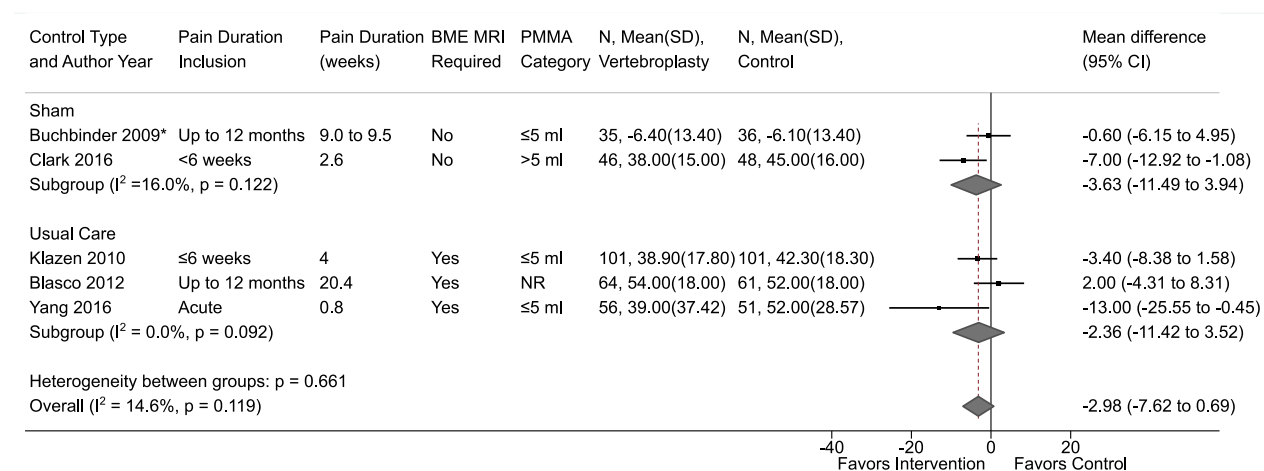 Control Type Pain Duration Pain Duration BME MRI PMMA N, Mean(SD), N, Mean(SD), Mean difference
and Author Year Inclusion (weeks) Required Category Vertebroplasty Control (95% CI)
Sham
Buchbinder 2009* Up to 12 months 9.0 to 9.5 No ≤5 ml 35, -6.40(13.40) 36, -6.10(13.40) -0.60 (-6.15 to 4.95)
Clark 2016 <6 weeks 2.6 No >5 ml 46, 38.00(15.00) 48, 45.00(16.00) -7.00 (-12.92 to -1.08)
Subgroup (I² =16.0%, p = 0.122) -3.63 (-11.49 to 3.94)
Usual Care
Klazen 2010 ≤6 weeks 4 Yes ≤5 ml 101, 38.90(17.80) 101, 42.30(18.30) -3.40 (-8.38 to 1.58)
Blasco 2012 Up to 12 months 20.4 Yes NR 64, 54.00(18.00) 61, 52.00(18.00) 2.00 (-4.31 to 8.31)
Yang 2016 Acute 0.8 Yes ≤5 ml 56, 39.00(37.42) 51, 52.00(28.57) -13.00 (-25.55 to -0.45)
Subgroup (I² = 0.0%, p = 0.092) -2.36 (-11.42 to 3.52)
Heterogeneity between groups: p = 0.661
Overall (I² = 14.6%, p = 0.119) -2.98 (-7.62 to 0.69)
-40 -20 0 20
Favors Intervention Favors Control